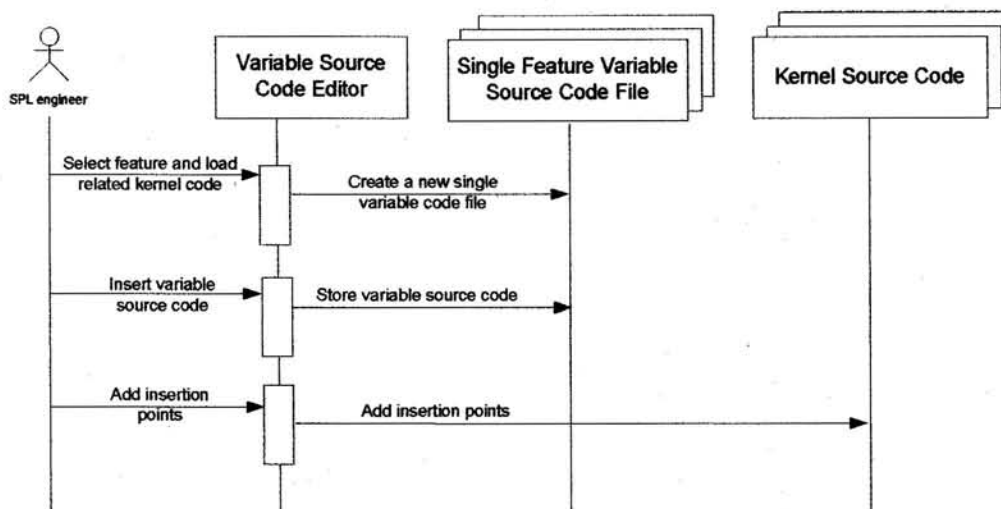 SPL engineer
Variable Source
Code Editor
Single Feature Variable
Source Code File
Kernel Source Code
Select feature and load
related kernel code
Create a new single
variable code file
Insert variable
source code
Store variable source code
Add insertion
points
Add insertion points